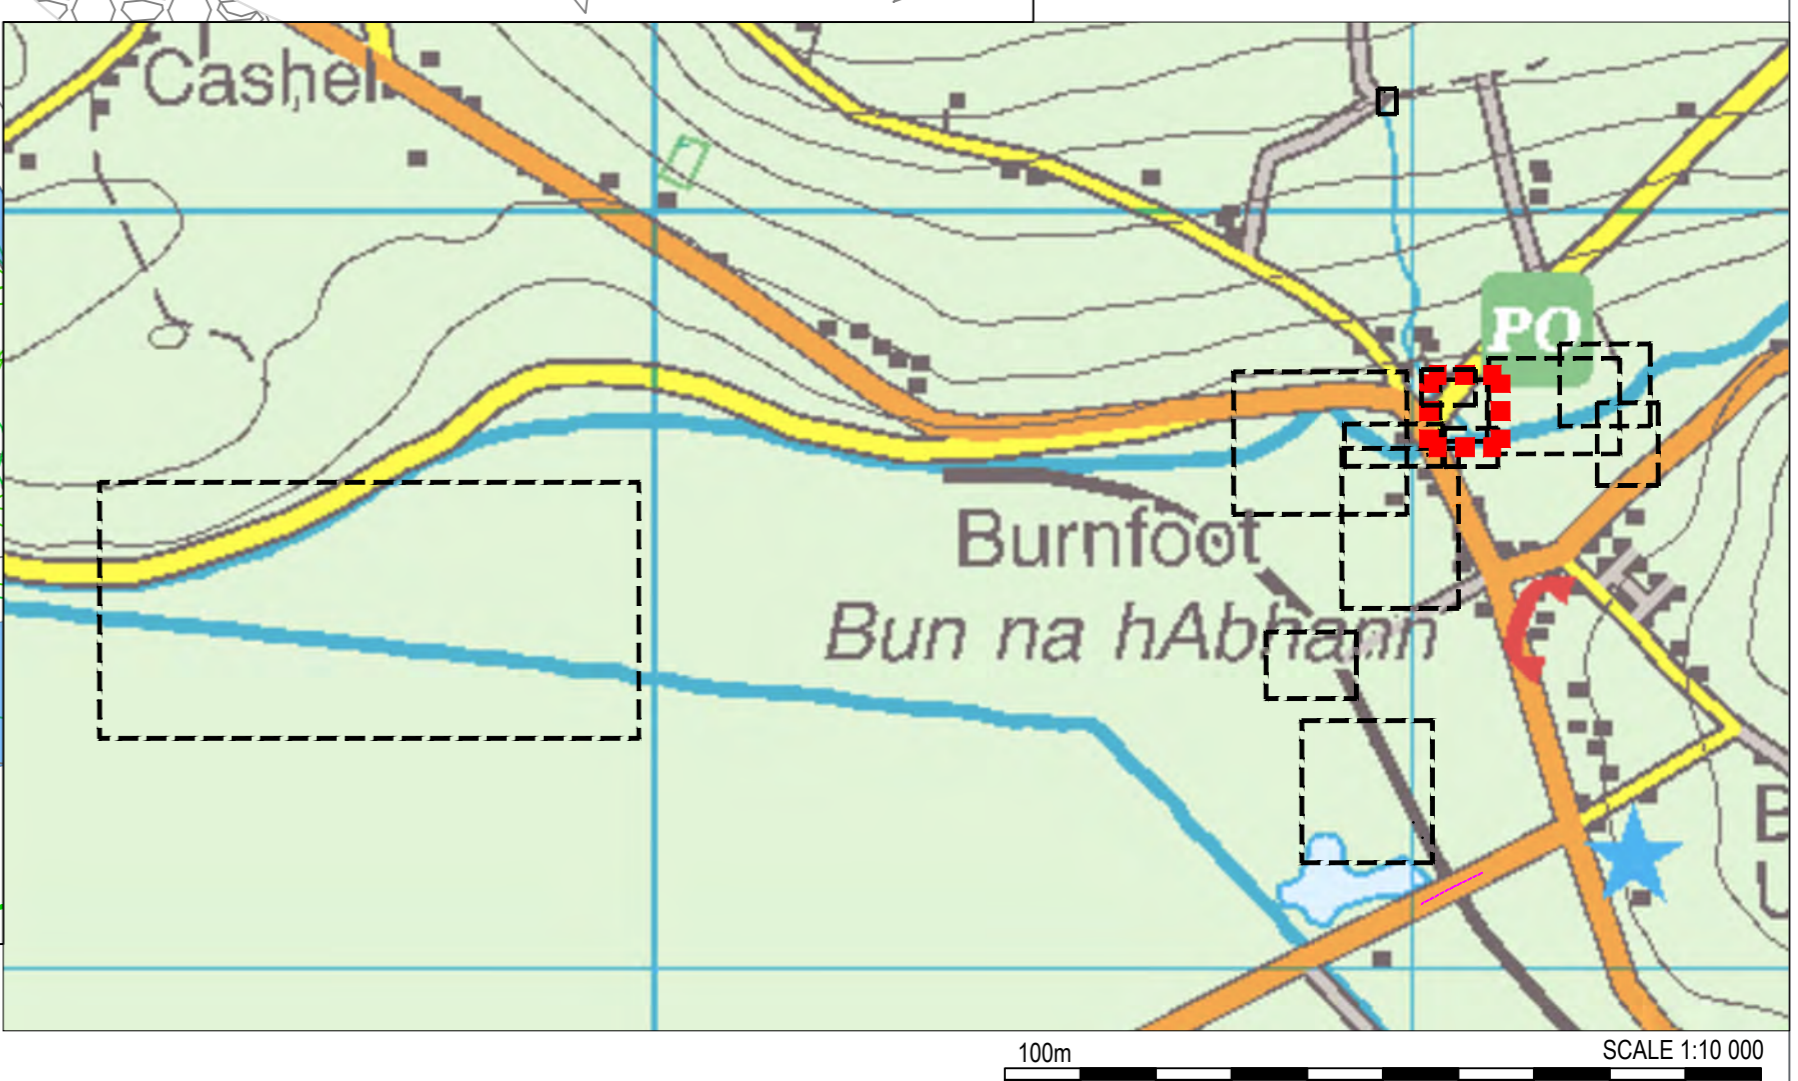 Cashel
PO
Burnfoot
Bun na hAbhann
B
U
100m
SCALE 1:10 000